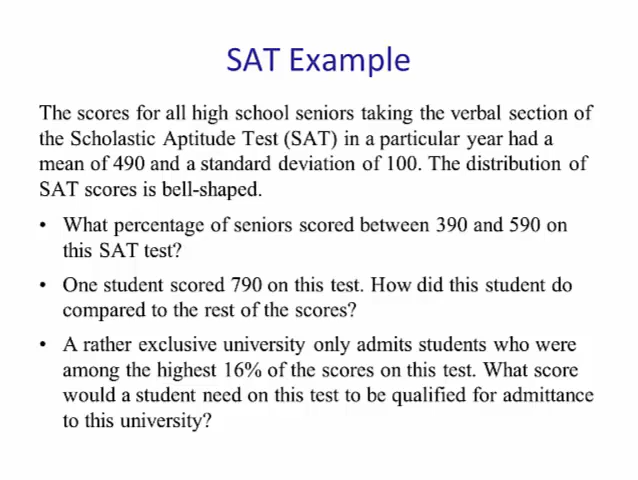 SAT Example
The scores for all high school seniors taking the verbal section of
the Scholastic Aptitude Test (SAT) in a particular year had a
mean of 490 and a standard deviation of 100. The distribution of
SAT scores is bell-shaped.
• What percentage of seniors scored between 390 and 590 on
this SAT test?
• One student scored 790 on this test. How did this student do
compared to the rest of the scores?
• A rather exclusive university only admits students who were
among the highest 16% of the scores on this test. What score
would a student need on this test to be qualified for admittance
to this university?